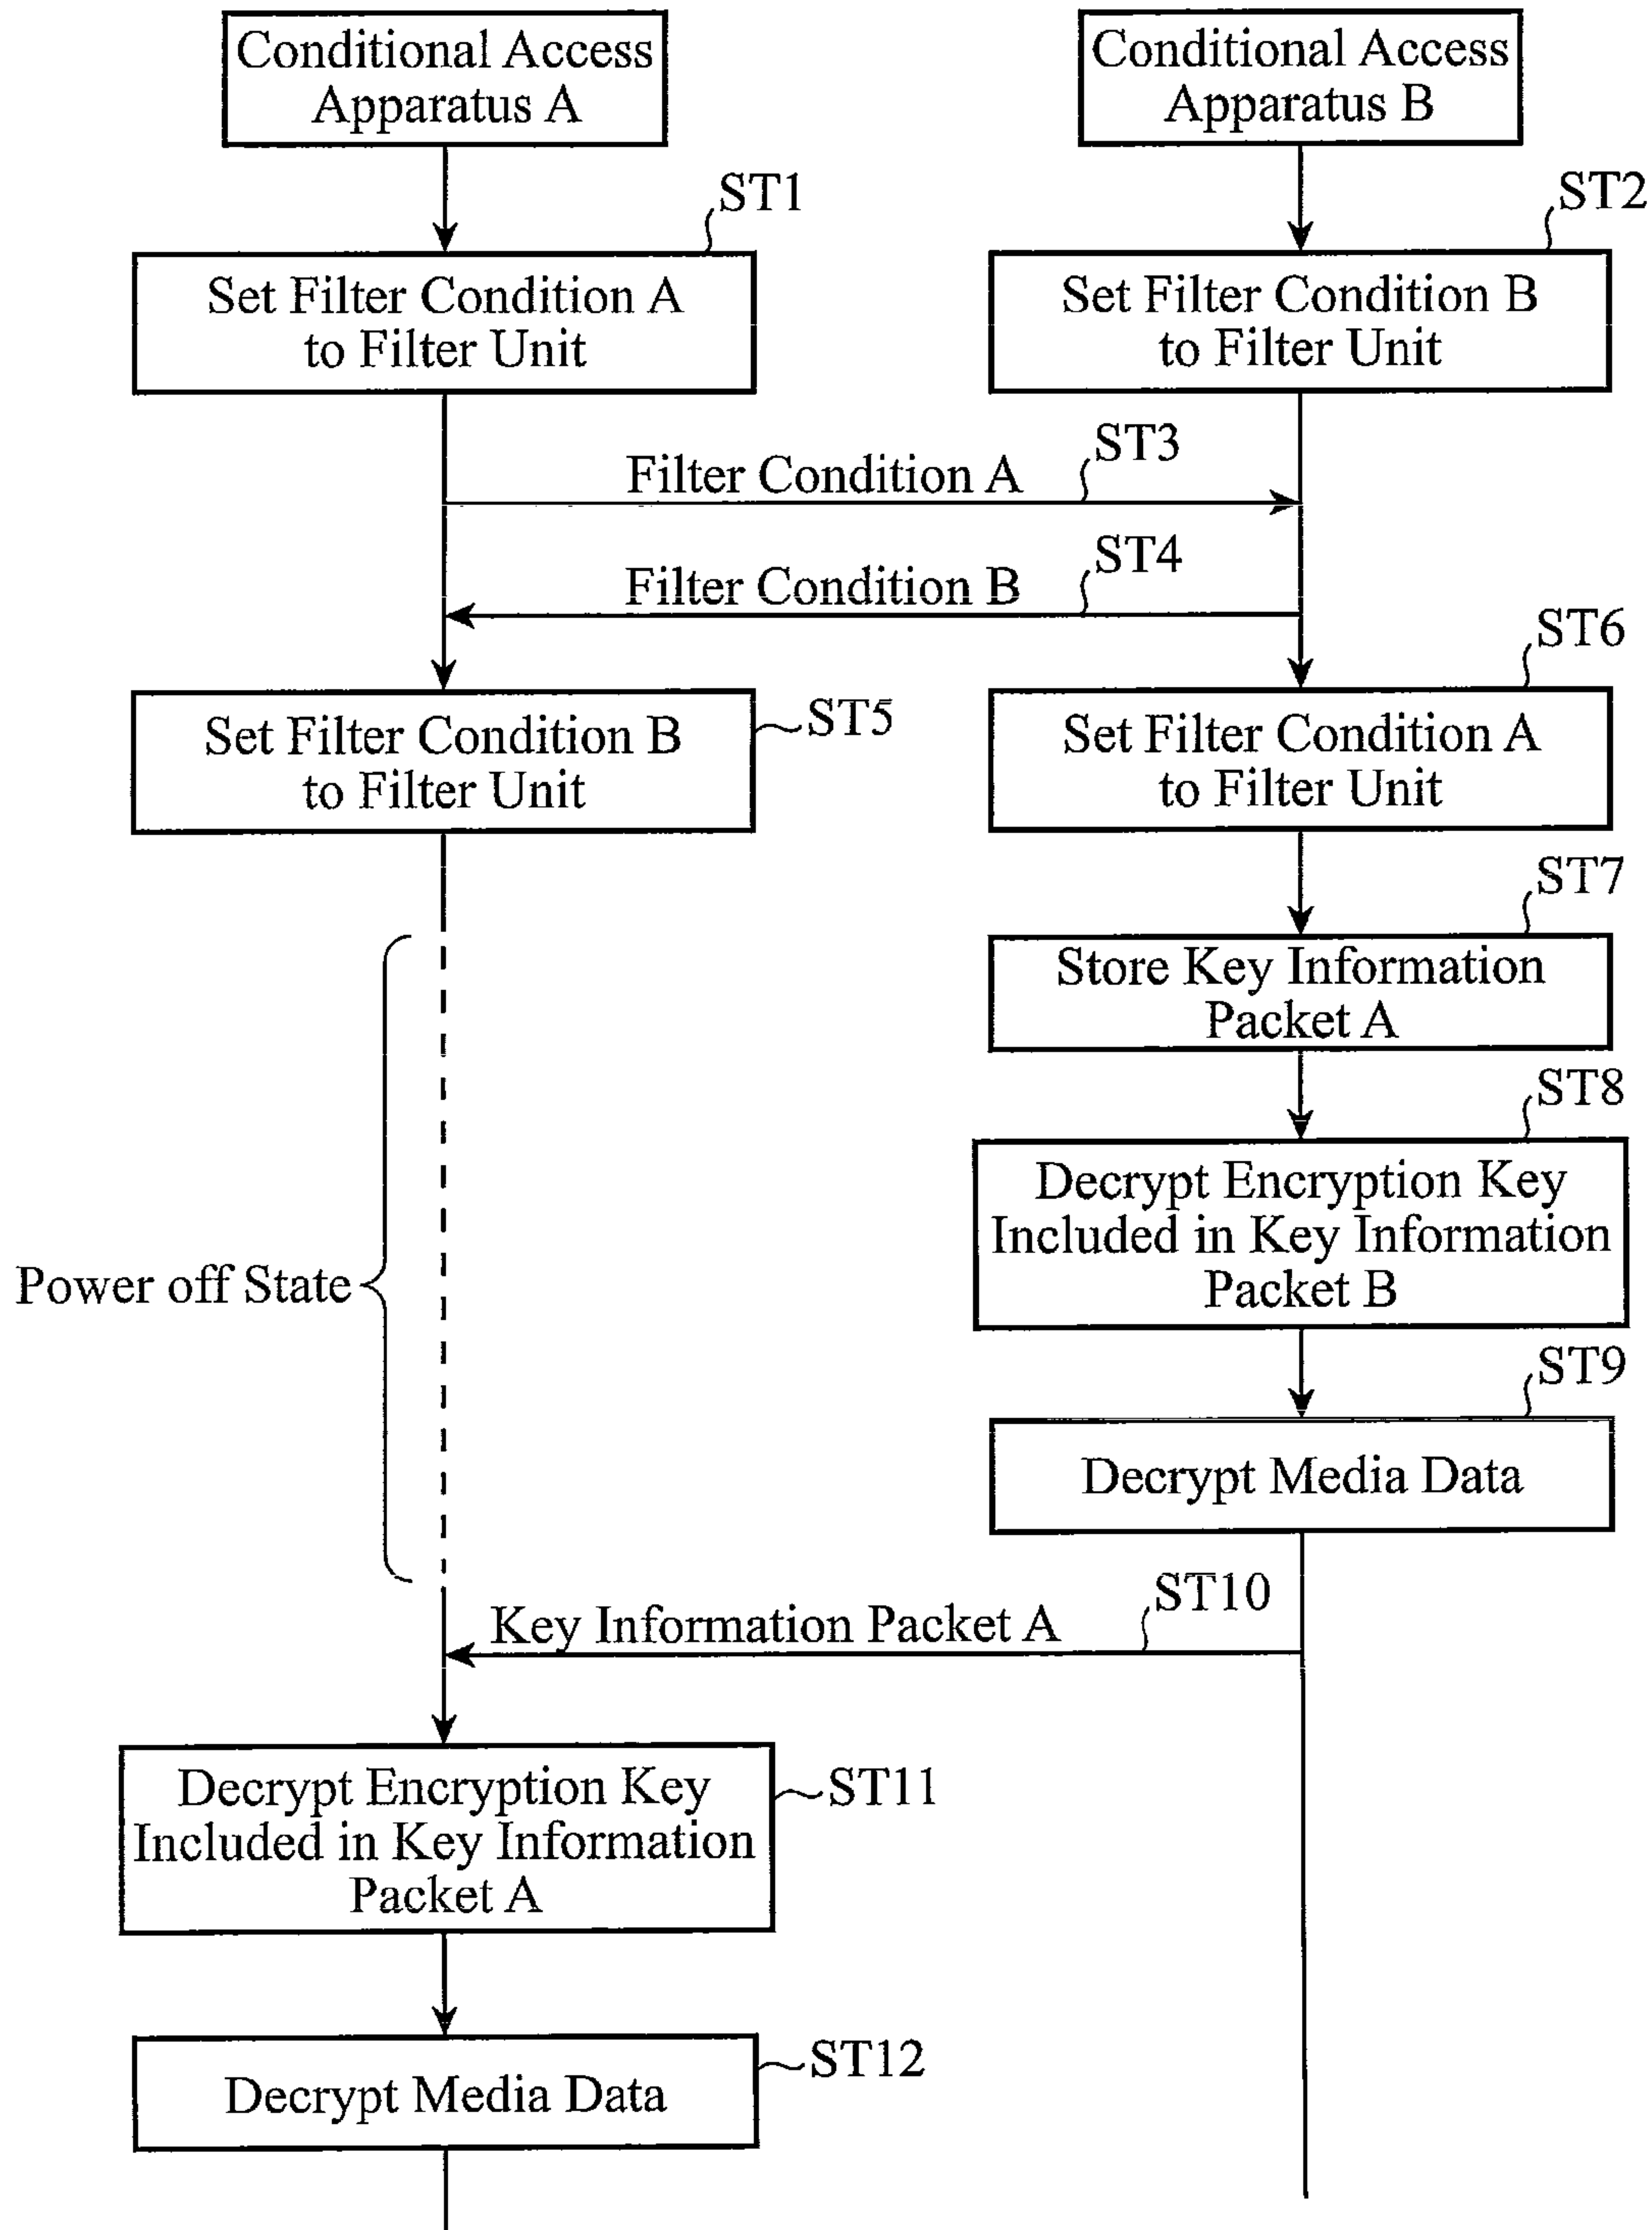 Conditional Access
Apparatus A
Conditional Access
Apparatus B
ST1
ST2
Set Filter Condition A
to Filter Unit
Set Filter Condition B
to Filter Unit
Filter Condition A
ST3
Filter Condition B
ST4
ST6
Set Filter Condition B
to Filter Unit
ST5
Set Filter Condition A
to Filter Unit
ST7
Store Key Information
Packet A
ST8
Decrypt Encryption Key
Included in Key Information
Packet B
Power off State
ST9
Decrypt Media Data
Key Information Packet A
ST10
Decrypt Encryption Key
Included in Key Information
Packet A
ST11
Decrypt Media Data
ST12